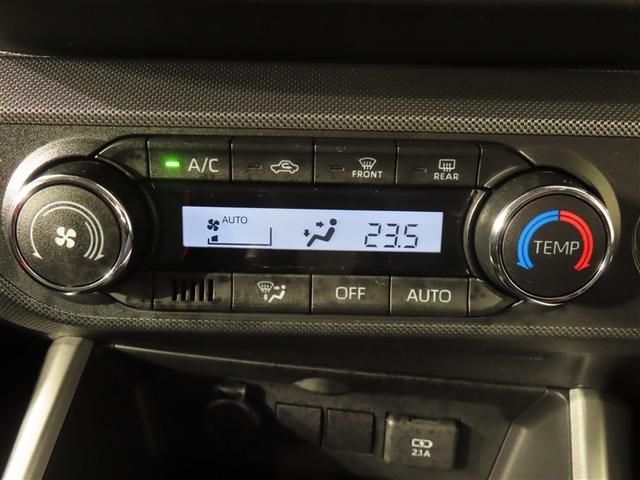 A/C
FRONT
REAR
AUTO
23.5
TEMP
OFF
AUTO
2.1A